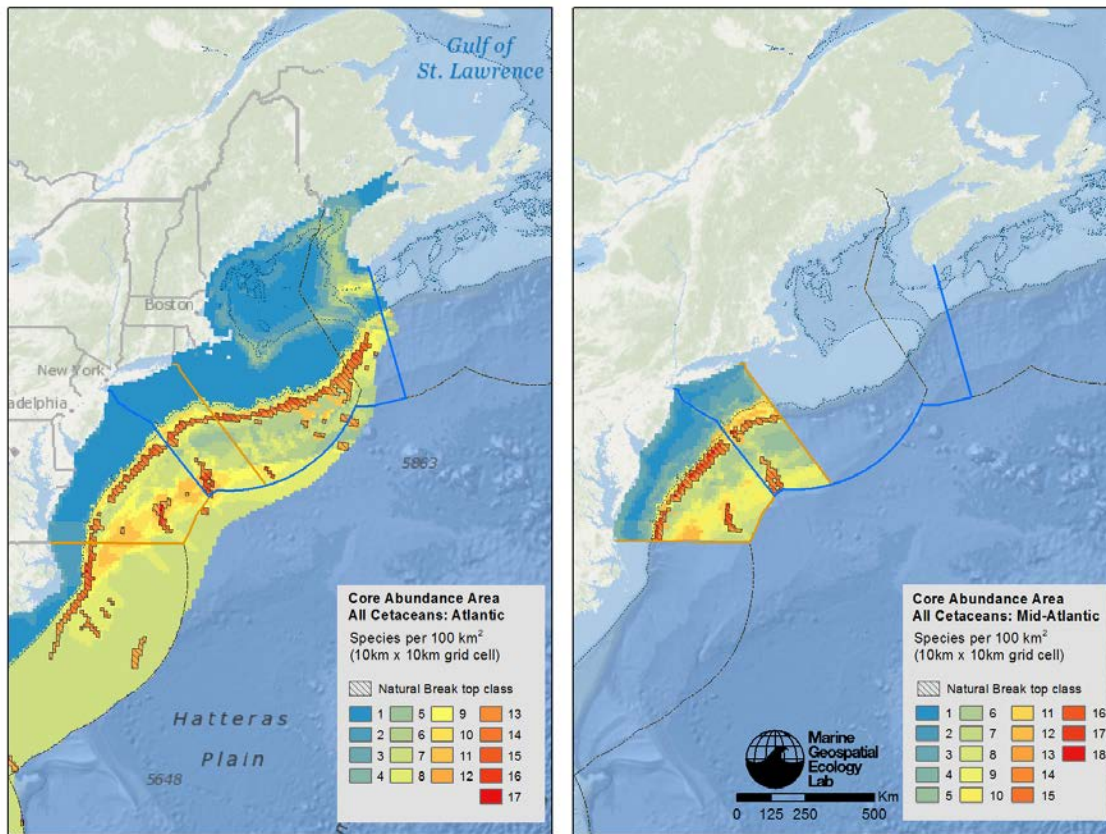 Gulf of
St. Lawrence
Boston
New York
adelphia
5863
Hatteras
Plain
5648
Core Abundance Area
All Cetaceans: Atlantic
Species per 100 km²
(10km x 10km grid cell)
Natural Break top class
1 5 9 13
2 6 10 14
3 7 11 15
4 8 12 16
17
Core Abundance Area
All Cetaceans: Mid-Atlantic
Species per 100 km²
(10km x 10km grid cell)
Natural Break top class
1 6 11 16
2 7 12 17
3 8 13 18
4 9 14
5 10 15
Marine
Geospatial
Ecology
Lab
Km
0 125 250 500